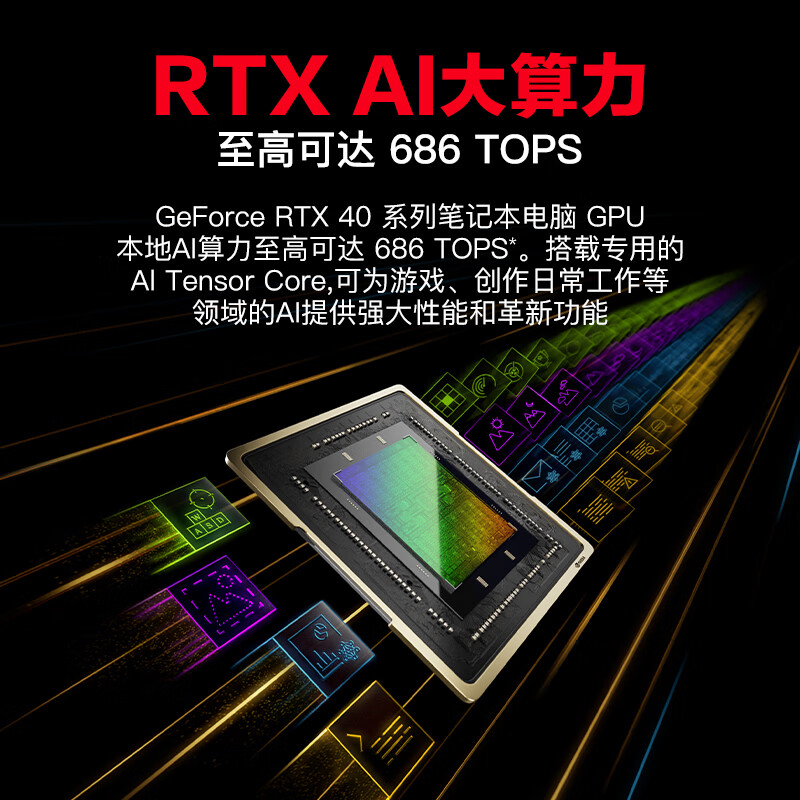 RTX AI大算力
至高可达 686 TOPS
GeForce RTX 40 系列笔记本电脑 GPU
本地AI算力至高可达 686 TOPS*。搭载专用的
AI Tensor Core,可为游戏、创作日常工作等
领域的AI提供强大性能和革新功能
W
A S D